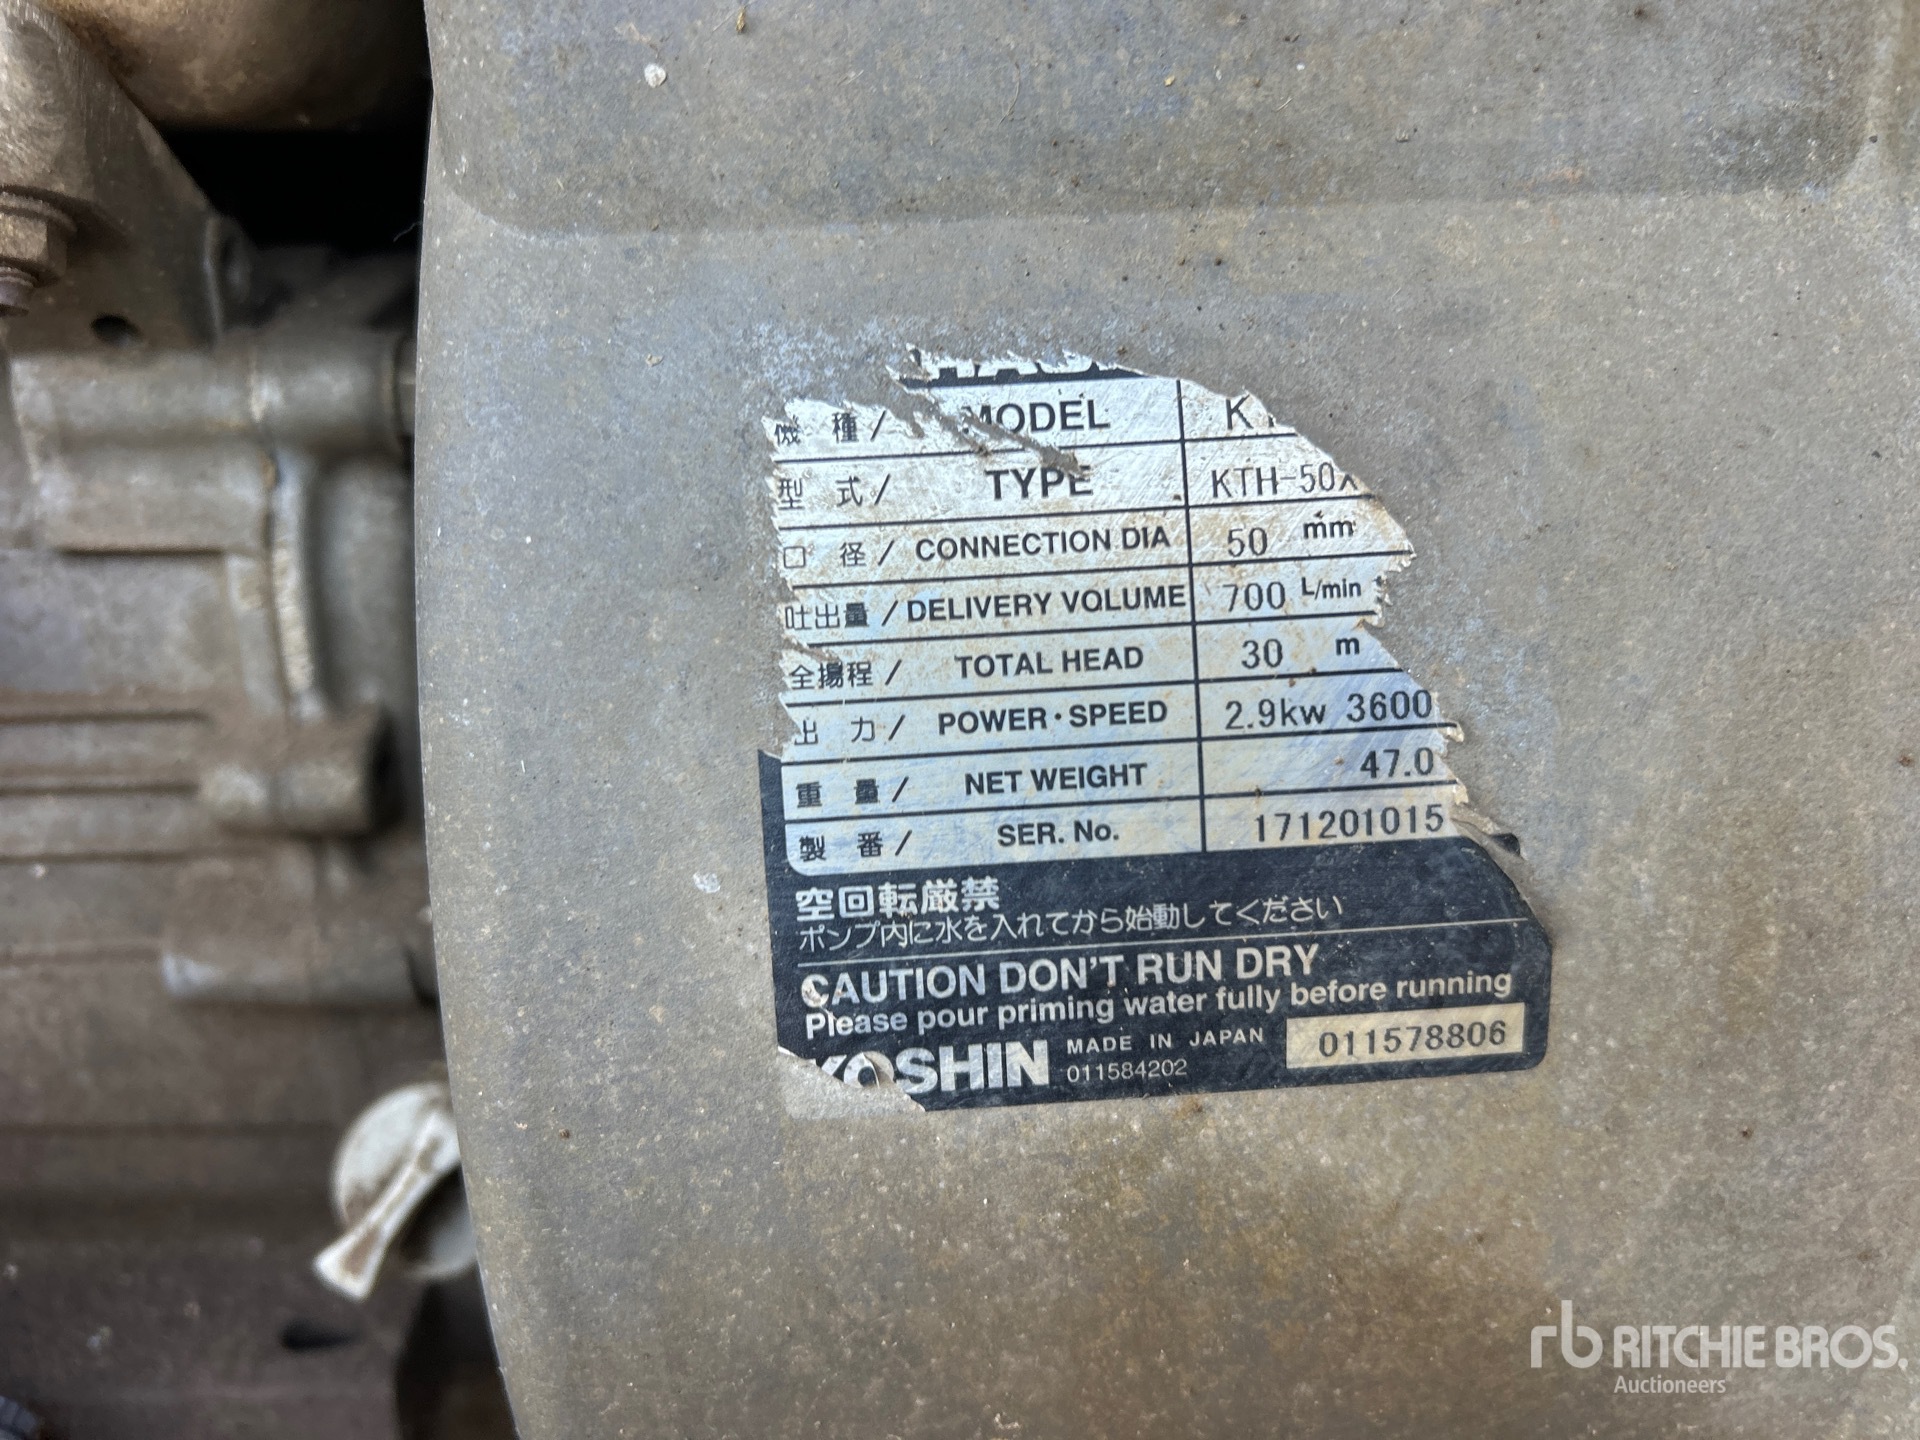 機 種 / MODEL
型 式 / TYPE KTH-50
口 径 / CONNECTION DIA 50 mm
吐出量 / DELIVERY VOLUME 700 L/min
全揚程 / TOTAL HEAD 30 m
出 力 / POWER・SPEED 2.9kw 3600
重 量 / NET WEIGHT 47.0
製 番 / SER. No. 171201015
空回転厳禁
ポンプ内に水を入れてから始動してください
CAUTION DON'T RUN DRY
Please pour priming water fully before running
KOSHIN MADE IN JAPAN 011578806
011584202
rb RITCHIE BROS.
Auctioneers